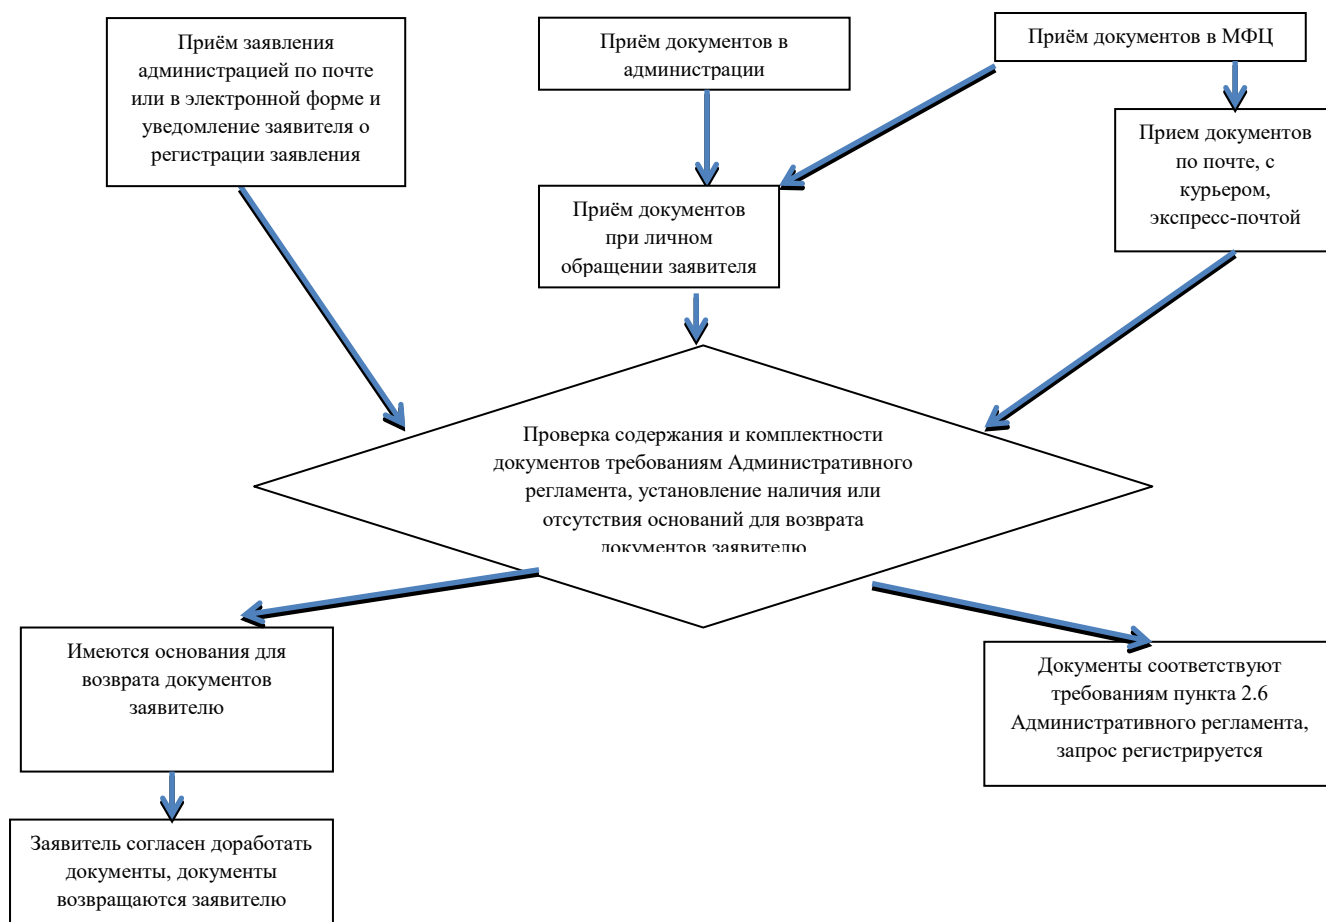 Приём заявления
администрацией по почте
или в электронной форме и
уведомление заявителя о
регистрации заявления
Приём документов в
администрации
Приём документов в МФЦ
Прием документов
по почте, с
курьером,
экспресс-почтой
Приём документов
при личном
обращении заявителя
Проверка содержания и комплектности
документов требованиям Административного
регламента, установление наличия или
отсутствия оснований для возврата
документов заявителю
Имеются основания для
возврата документов
заявителю
Документы соответствуют
требованиям пункта 2.6
Административного регламента,
запрос регистрируется
Заявитель согласен доработать
документы, документы
возвращаются заявителю